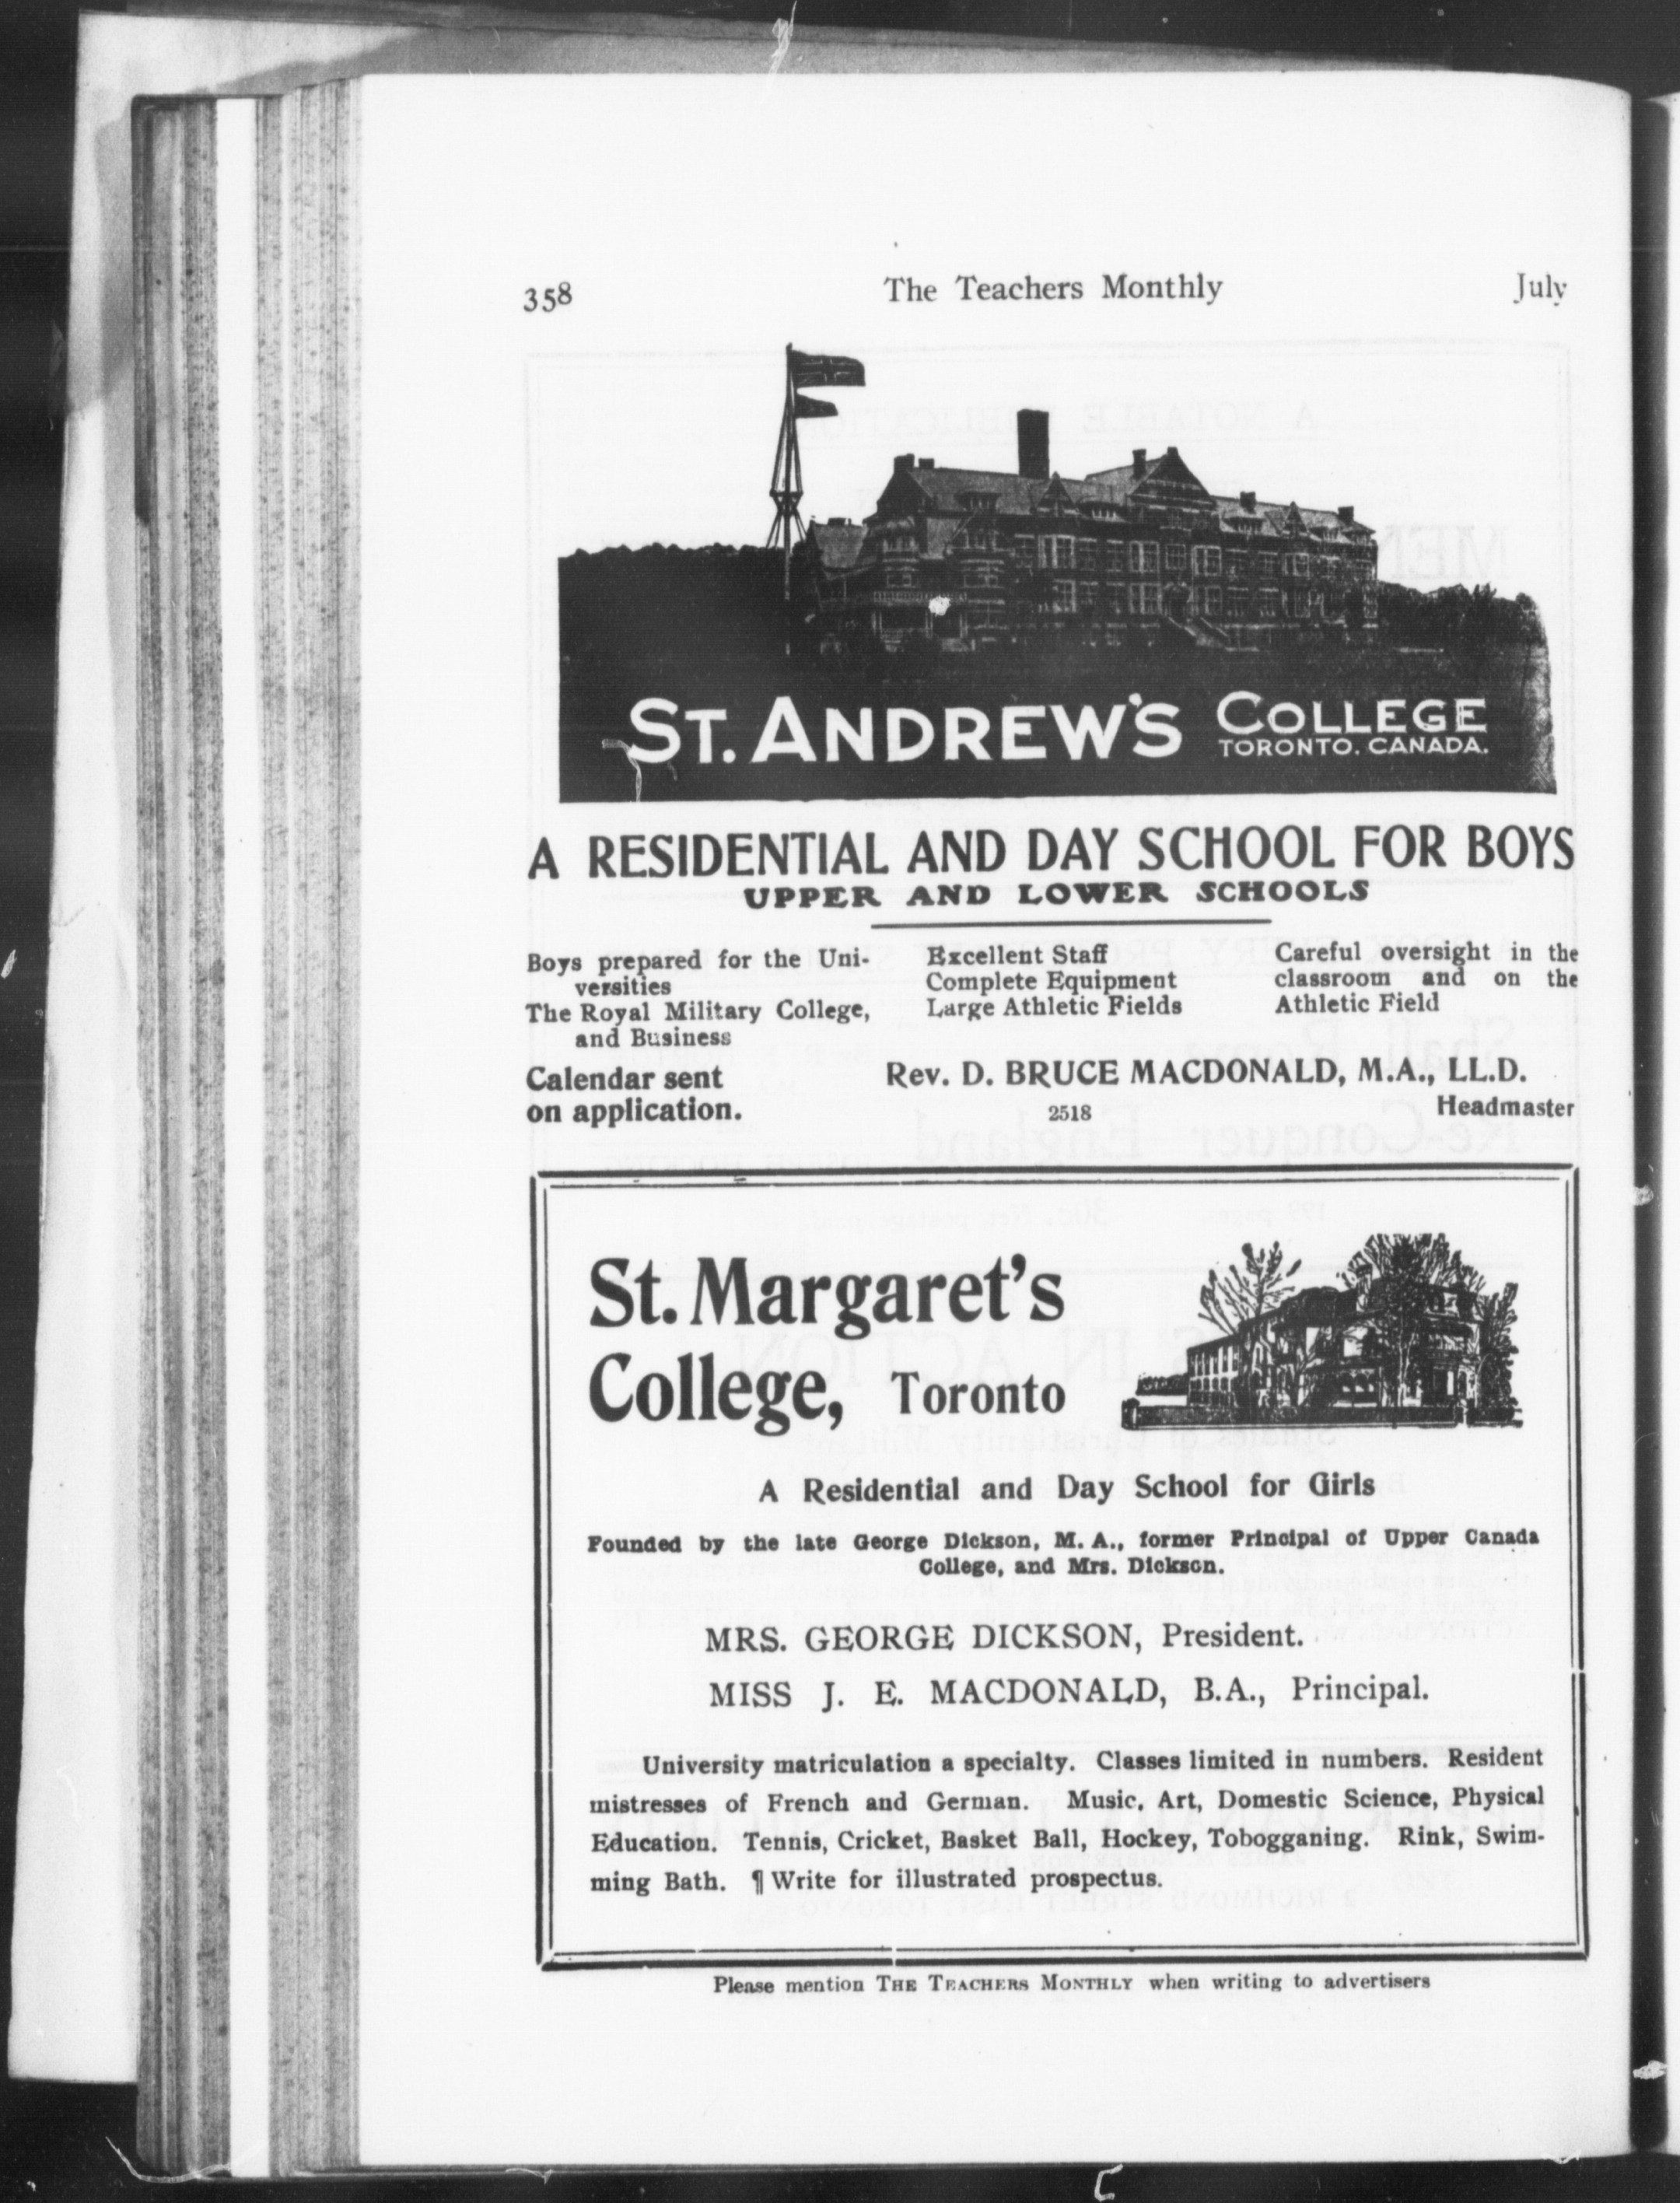 358 The Teachers Monthly July
ST. ANDREW'S COLLEGE
TORONTO. CANADA.
A RESIDENTIAL AND DAY SCHOOL FOR BOYS
UPPER AND LOWER SCHOOLS
Boys prepared for the Uni-
versities
The Royal Military College,
and Business
Excellent Staff
Complete Equipment
Large Athletic Fields
Careful oversight in the
classroom and on the
Athletic Field
Calendar sent
on application.
Rev. D. BRUCE MACDONALD, M.A., LL.D.
2518 Headmaster
St. Margaret's
College, Toronto
A Residential and Day School for Girls
Founded by the late George Dickson, M. A., former Principal of Upper Canada
College, and Mrs. Dickson.
MRS. GEORGE DICKSON, President.
MISS J. E. MACDONALD, B.A., Principal.
University matriculation a specialty. Classes limited in numbers. Resident
mistresses of French and German. Music, Art, Domestic Science, Physical
Education. Tennis, Cricket, Basket Ball, Hockey, Tobogganing. Rink, Swim-
ming Bath. ¶ Write for illustrated prospectus.
Please mention THE TEACHERS MONTHLY when writing to advertisers